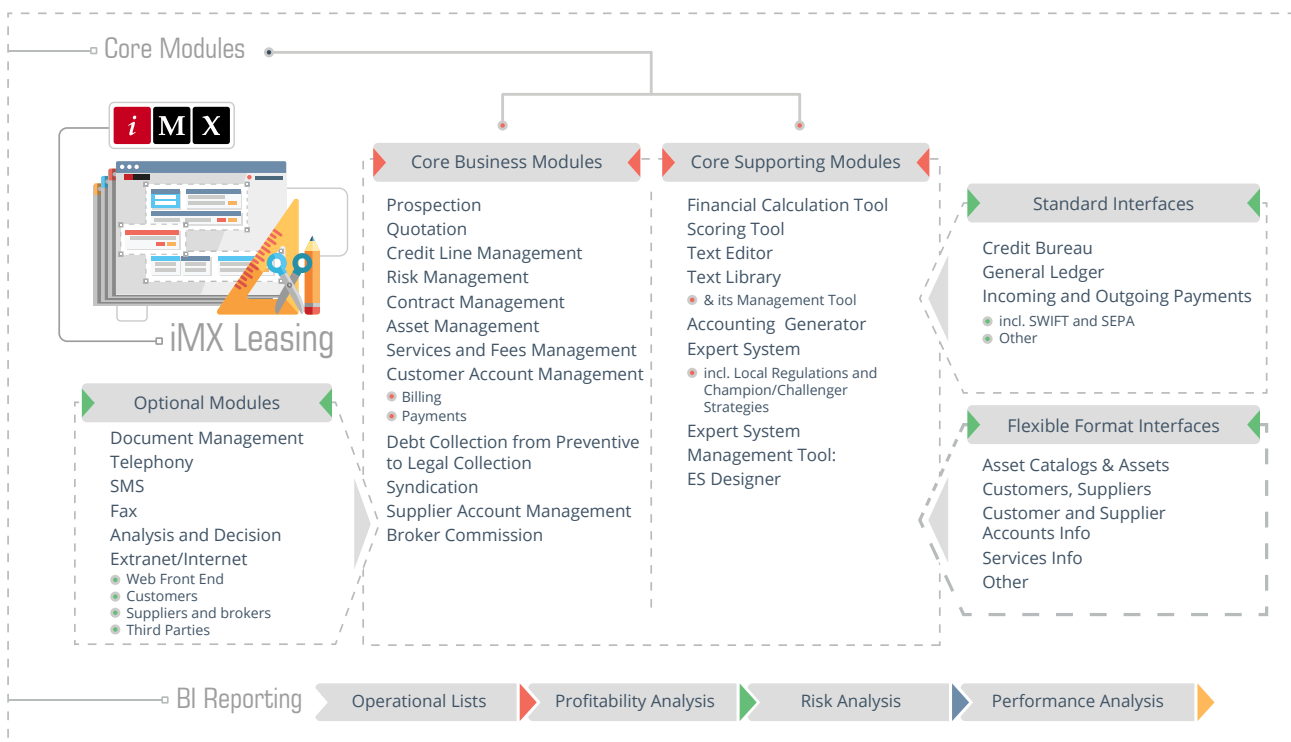 Core Modules
i M X
iMX Leasing
Core Business Modules
Prospection
Quotation
Credit Line Management
Risk Management
Contract Management
Asset Management
Services and Fees Management
Customer Account Management
Billing
Payments
Debt Collection from Preventive
to Legal Collection
Syndication
Supplier Account Management
Broker Commission
Core Supporting Modules
Financial Calculation Tool
Scoring Tool
Text Editor
Text Library
& its Management Tool
Accounting Generator
Expert System
incl. Local Regulations and
Champion/Challenger
Strategies
Expert System
Management Tool:
ES Designer
Standard Interfaces
Credit Bureau
General Ledger
Incoming and Outgoing Payments
incl. SWIFT and SEPA
Other
Optional Modules
Document Management
Telephony
SMS
Fax
Analysis and Decision
Extranet/Internet
Web Front End
Customers
Suppliers and brokers
Third Parties
Flexible Format Interfaces
Asset Catalogs & Assets
Customers, Suppliers
Customer and Supplier
Accounts Info
Services Info
Other
BI Reporting
Operational Lists
Profitability Analysis
Risk Analysis
Performance Analysis